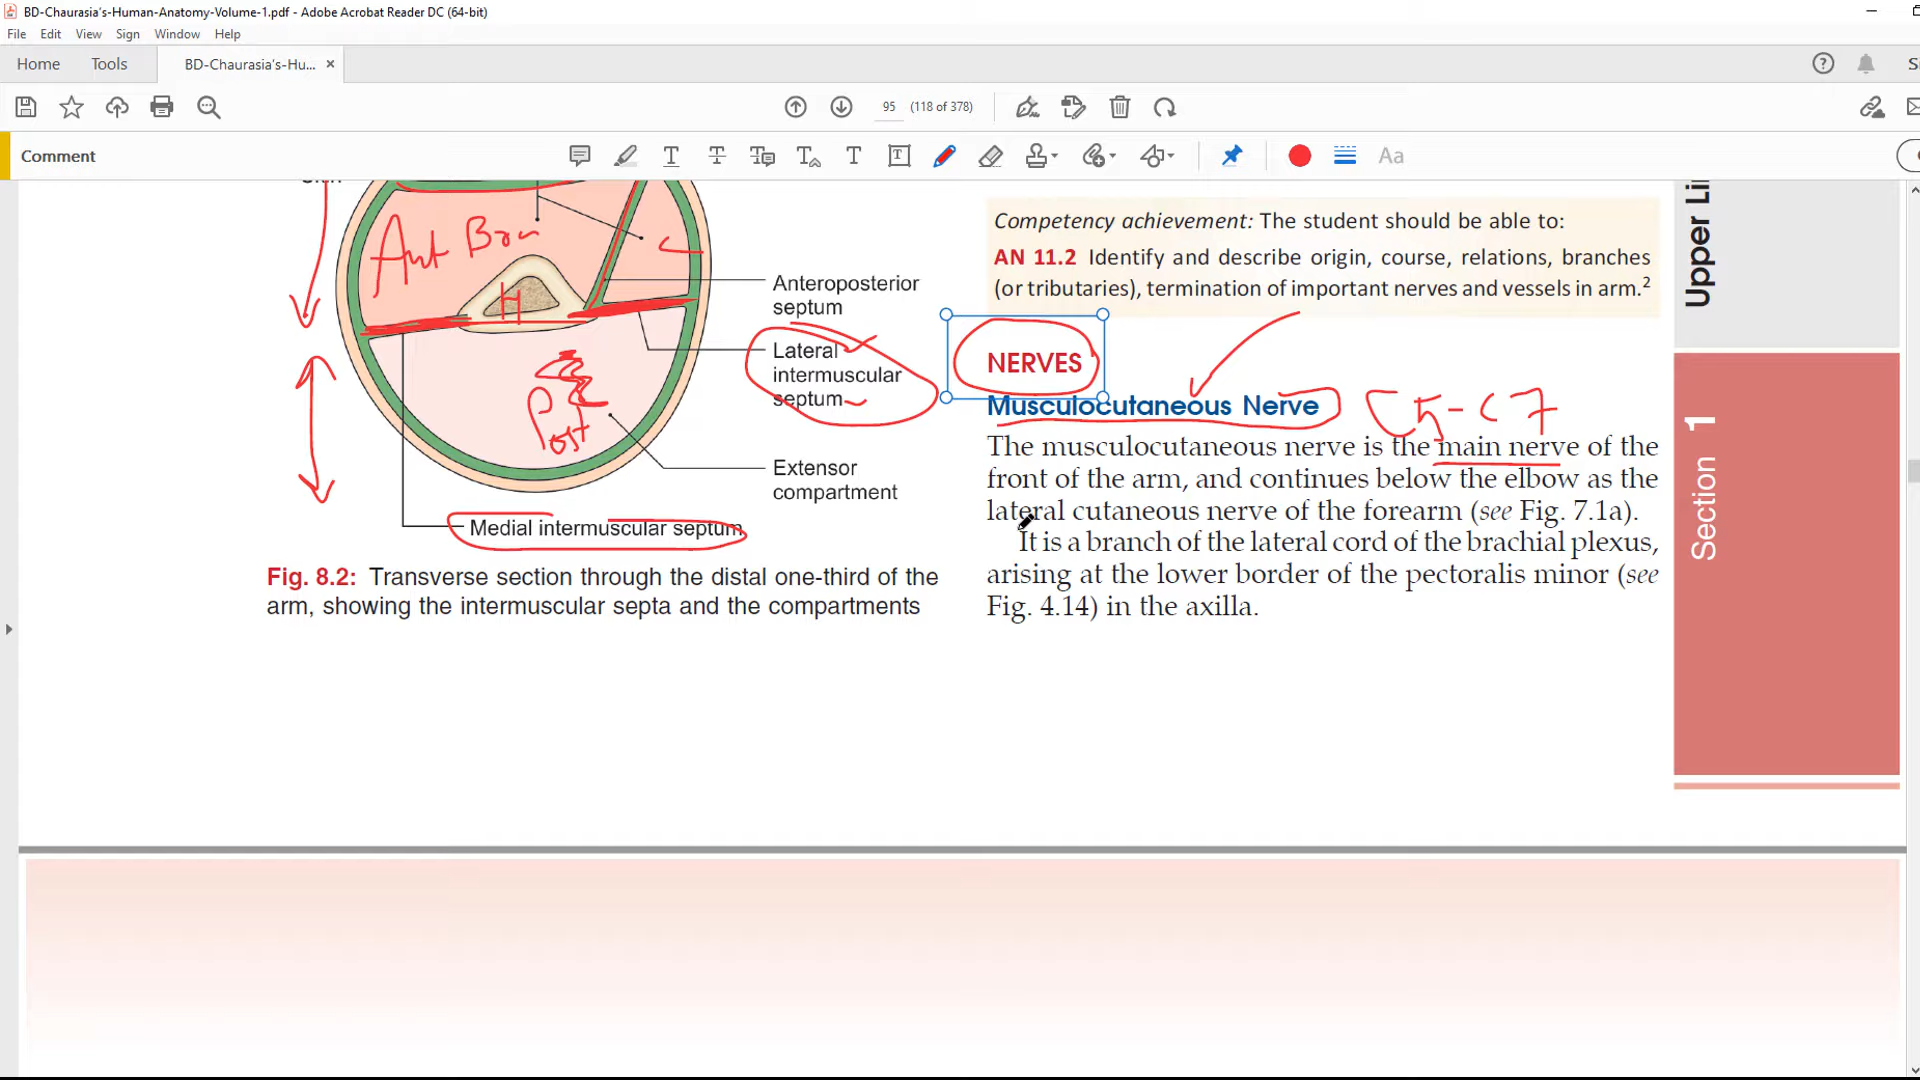 BD-Chaurasia's-Human-Anatomy-Volume-1.pdf - Adobe Acrobat Reader DC (64-bit)
File Edit View Sign Window Help
Home Tools BD-Chaurasia's-Hu... ×
95 (118 of 378)
Comment
Aa
Ant Bra
H
Post
Anteroposterior
septum
Lateral
intermuscular
septum
Extensor
compartment
Medial intermuscular septum
Fig. 8.2: Transverse section through the distal one-third of the
arm, showing the intermuscular septa and the compartments
Competency achievement: The student should be able to:
AN 11.2 Identify and describe origin, course, relations, branches
(or tributaries), termination of important nerves and vessels in arm.2
NERVES
Musculocutaneous Nerve C5-C7
The musculocutaneous nerve is the main nerve of the
front of the arm, and continues below the elbow as the
lateral cutaneous nerve of the forearm (see Fig. 7.1a).
It is a branch of the lateral cord of the brachial plexus,
arising at the lower border of the pectoralis minor (see
Fig. 4.14) in the axilla.
Upper Li
Section 1